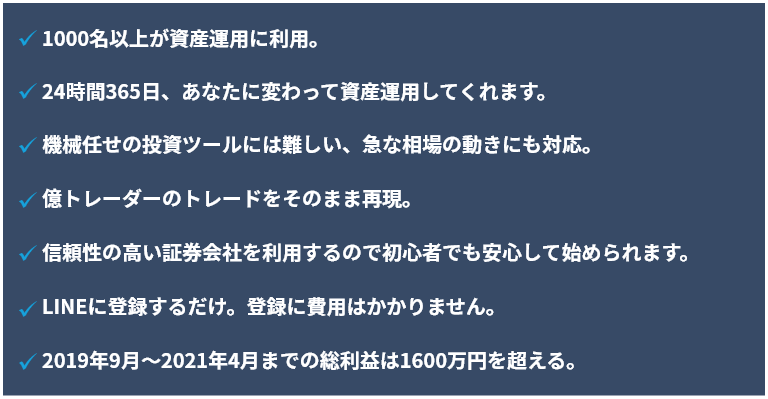 1000名以上が資産運用に利用。
24時間365日、あなたに変わって資産運用してくれます。
機械任せの投資ツールには難しい、急な相場の動きにも対応。
億トレーダーのトレードをそのまま再現。
信頼性の高い証券会社を利用するので初心者でも安心して始められます。
LINEに登録するだけ。登録に費用はかかりません。
2019年9月〜2021年4月までの総利益は1600万円を超える。